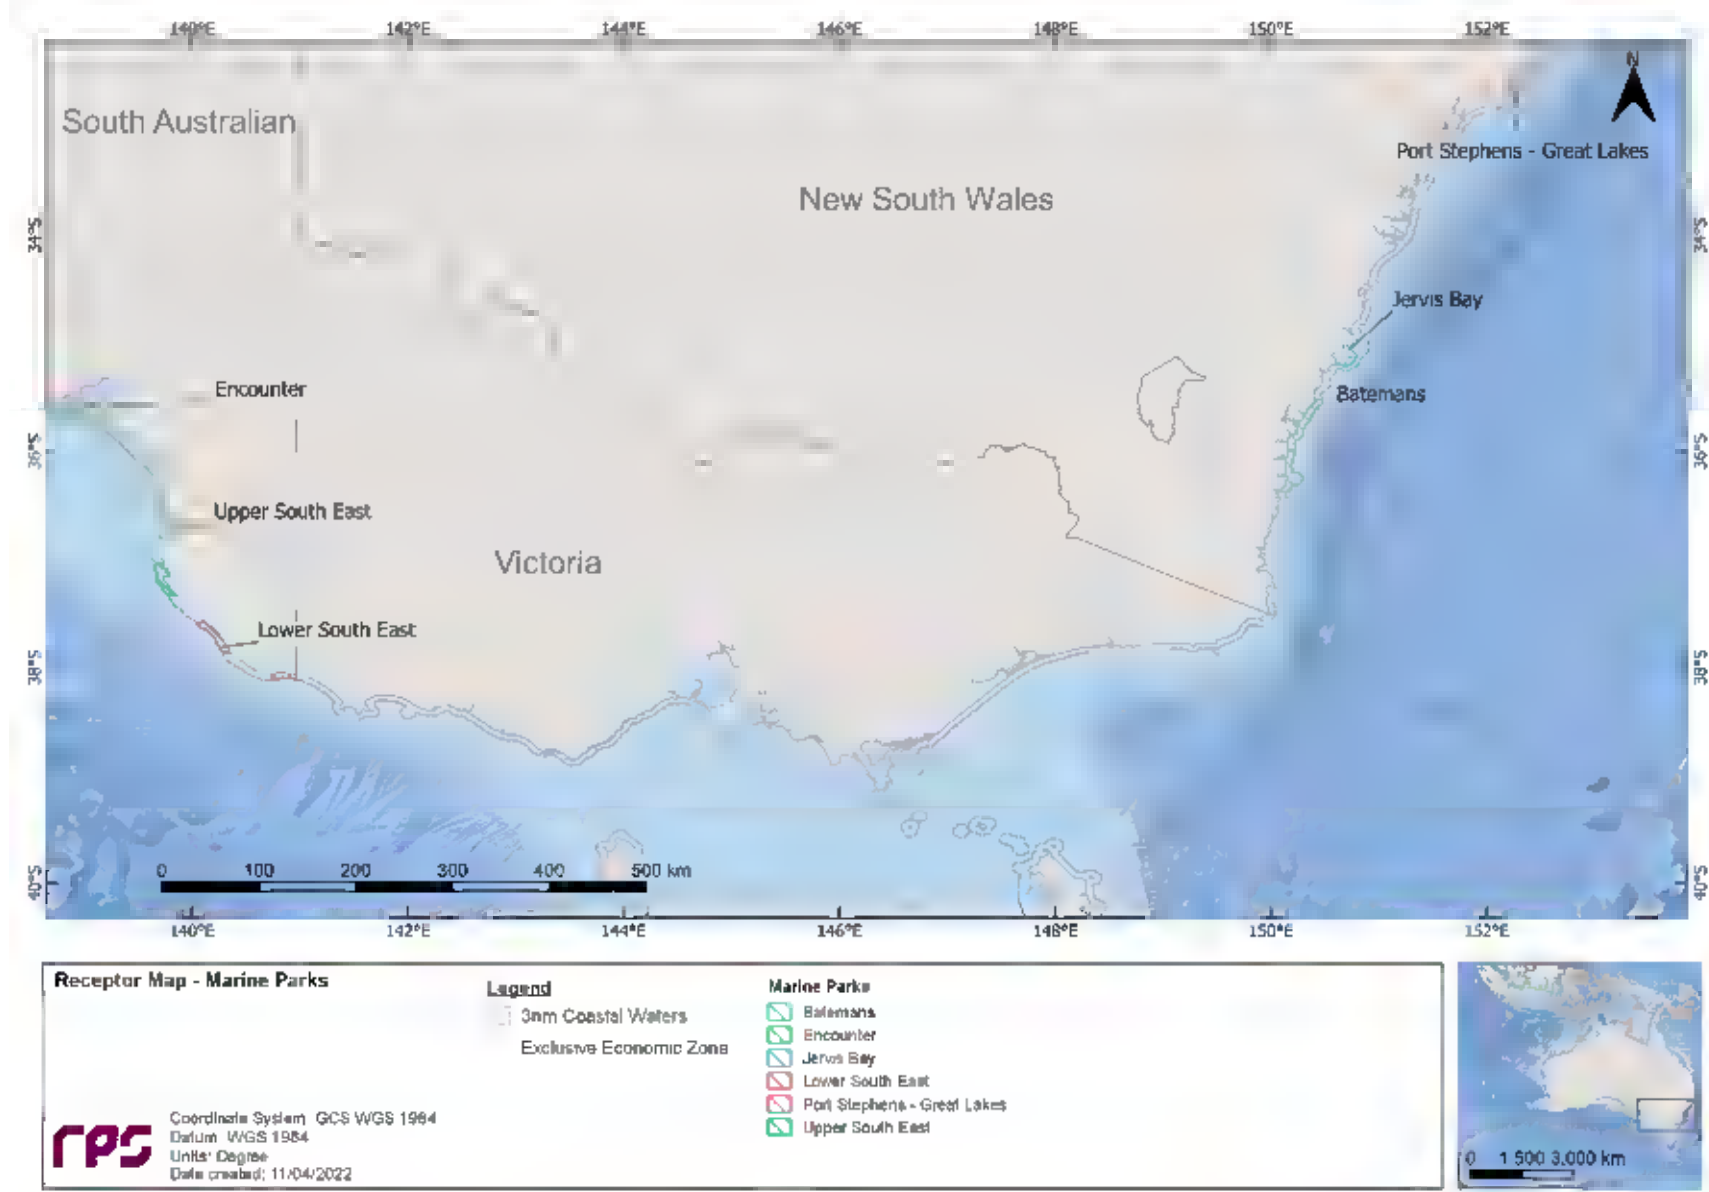 140°E 142°E 144°E 146°E 148°E 150°E 152°E
N
South Australian
Port Stephens - Great Lakes
New South Wales
34°S 34°S
Jervis Bay
Encounter
Batemans
36°S 36°S
Upper South East
Victoria
Lower South East
38°S 38°S
0 100 200 300 400 500 km
40°S 40°S
140°E 142°E 144°E 146°E 148°E 150°E 152°E
Receptor Map - Marine Parks
Legend
3nm Coastal Waters
Exclusive Economic Zone
Marine Parks
Batemans
Encounter
Jervis Bay
Lower South East
Port Stephens - Great Lakes
Upper South East
rps
Coordinate System GCS WGS 1984
Datum WGS 1984
Units: Degree
Date created: 11/04/2022
0 1 500 3,000 km